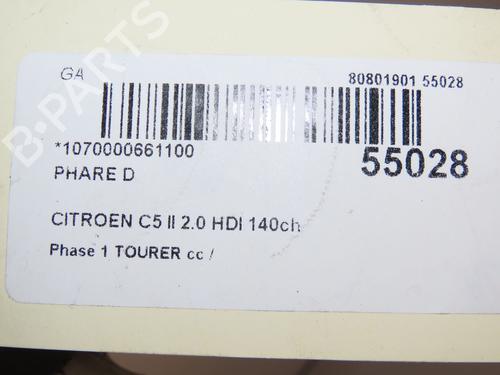 GA
80801901 55028
*1070000661100
55028
PHARE D
CITROEN C5 II 2.0 HDI 140ch
Phase 1 TOURER cc /
B-PARTS